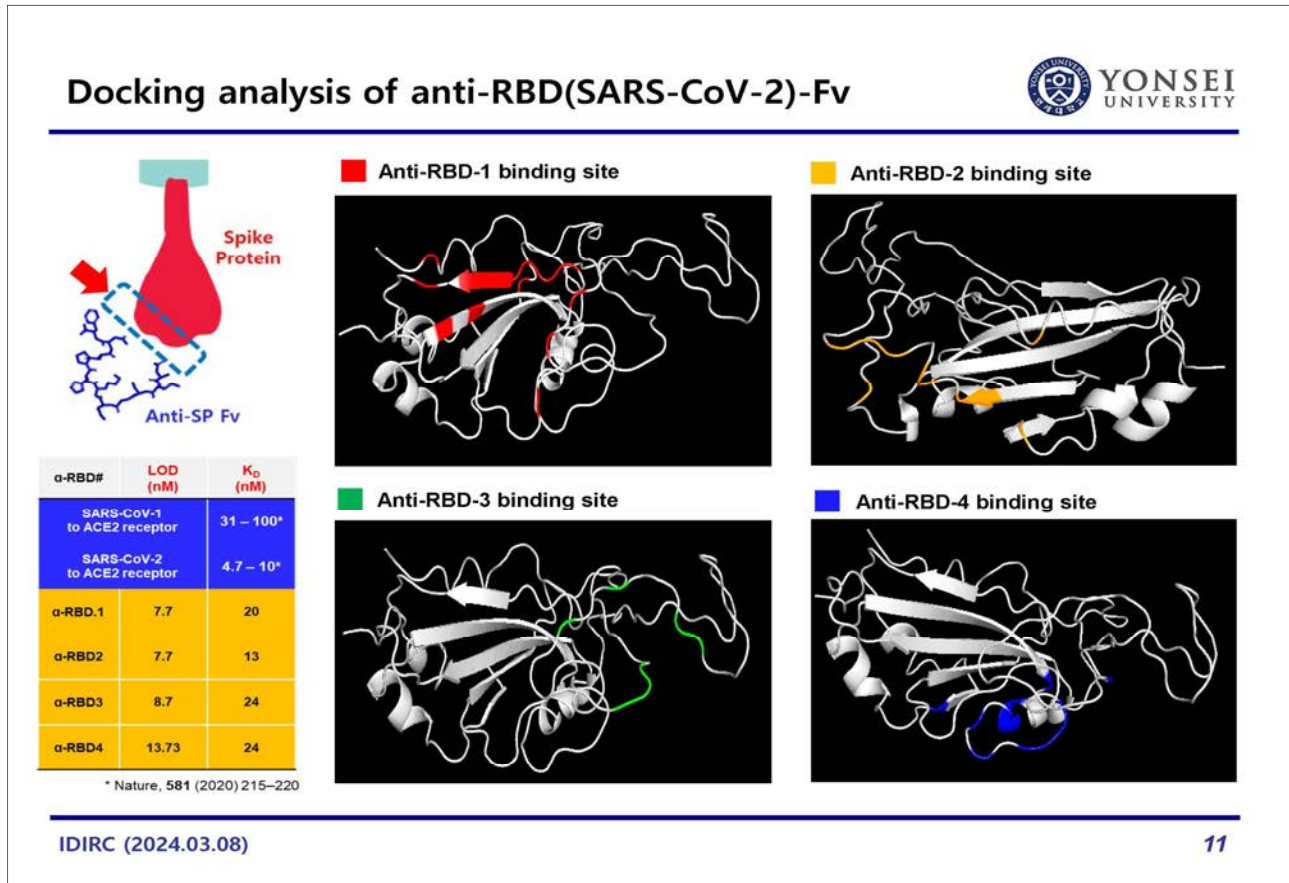 Docking analysis of anti-RBD(SARS-CoV-2)-Fv
YONSEI
UNIVERSITY
Spike
Protein
Anti-SP Fv
Anti-RBD-1 binding site
Anti-RBD-2 binding site
Anti-RBD-3 binding site
Anti-RBD-4 binding site
α-RBD# LOD (nM) KD (nM)
SARS-CoV-1 to ACE2 receptor 31 – 100*
SARS-CoV-2 to ACE2 receptor 4.7 – 10*
α-RBD.1 7.7 20
α-RBD2 7.7 13
α-RBD3 8.7 24
α-RBD4 13.73 24
* Nature, 581 (2020) 215–220
IDIRC (2024.03.08)
11